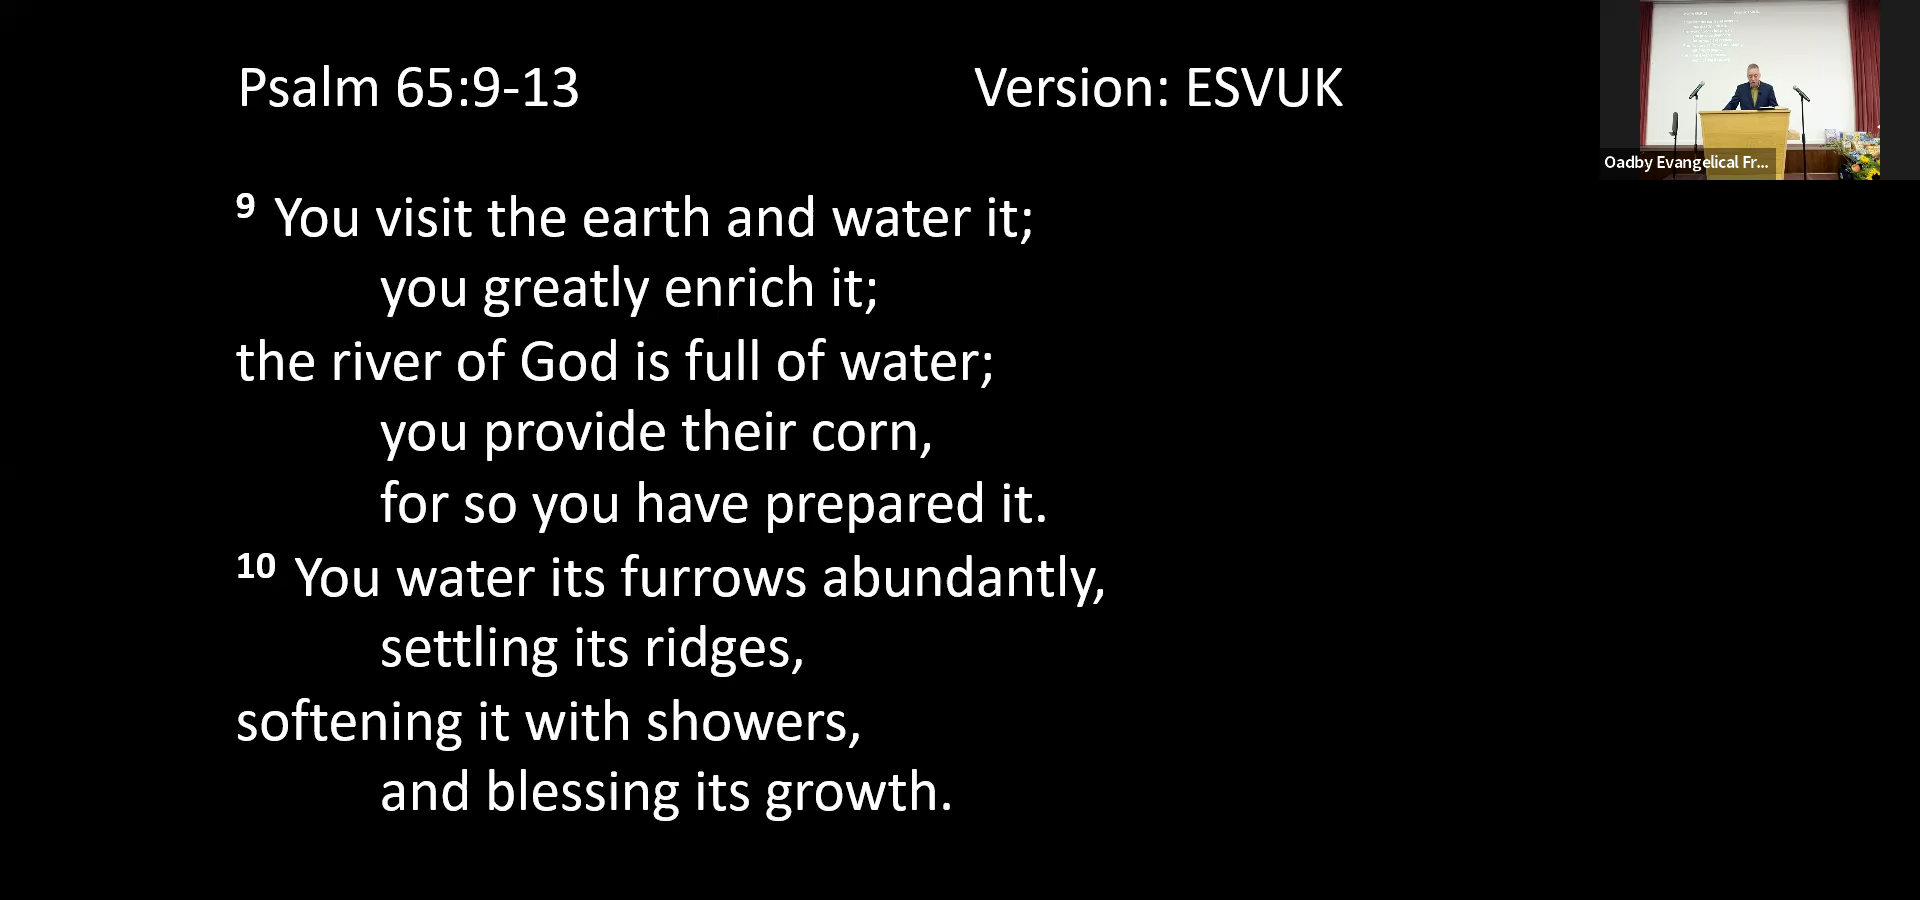 Psalm 65:9-13 Version: ESVUK
9 You visit the earth and water it;
you greatly enrich it;
the river of God is full of water;
you provide their corn,
for so you have prepared it.
10 You water its furrows abundantly,
settling its ridges,
softening it with showers,
and blessing its growth.
Oadby Evangelical Fr...